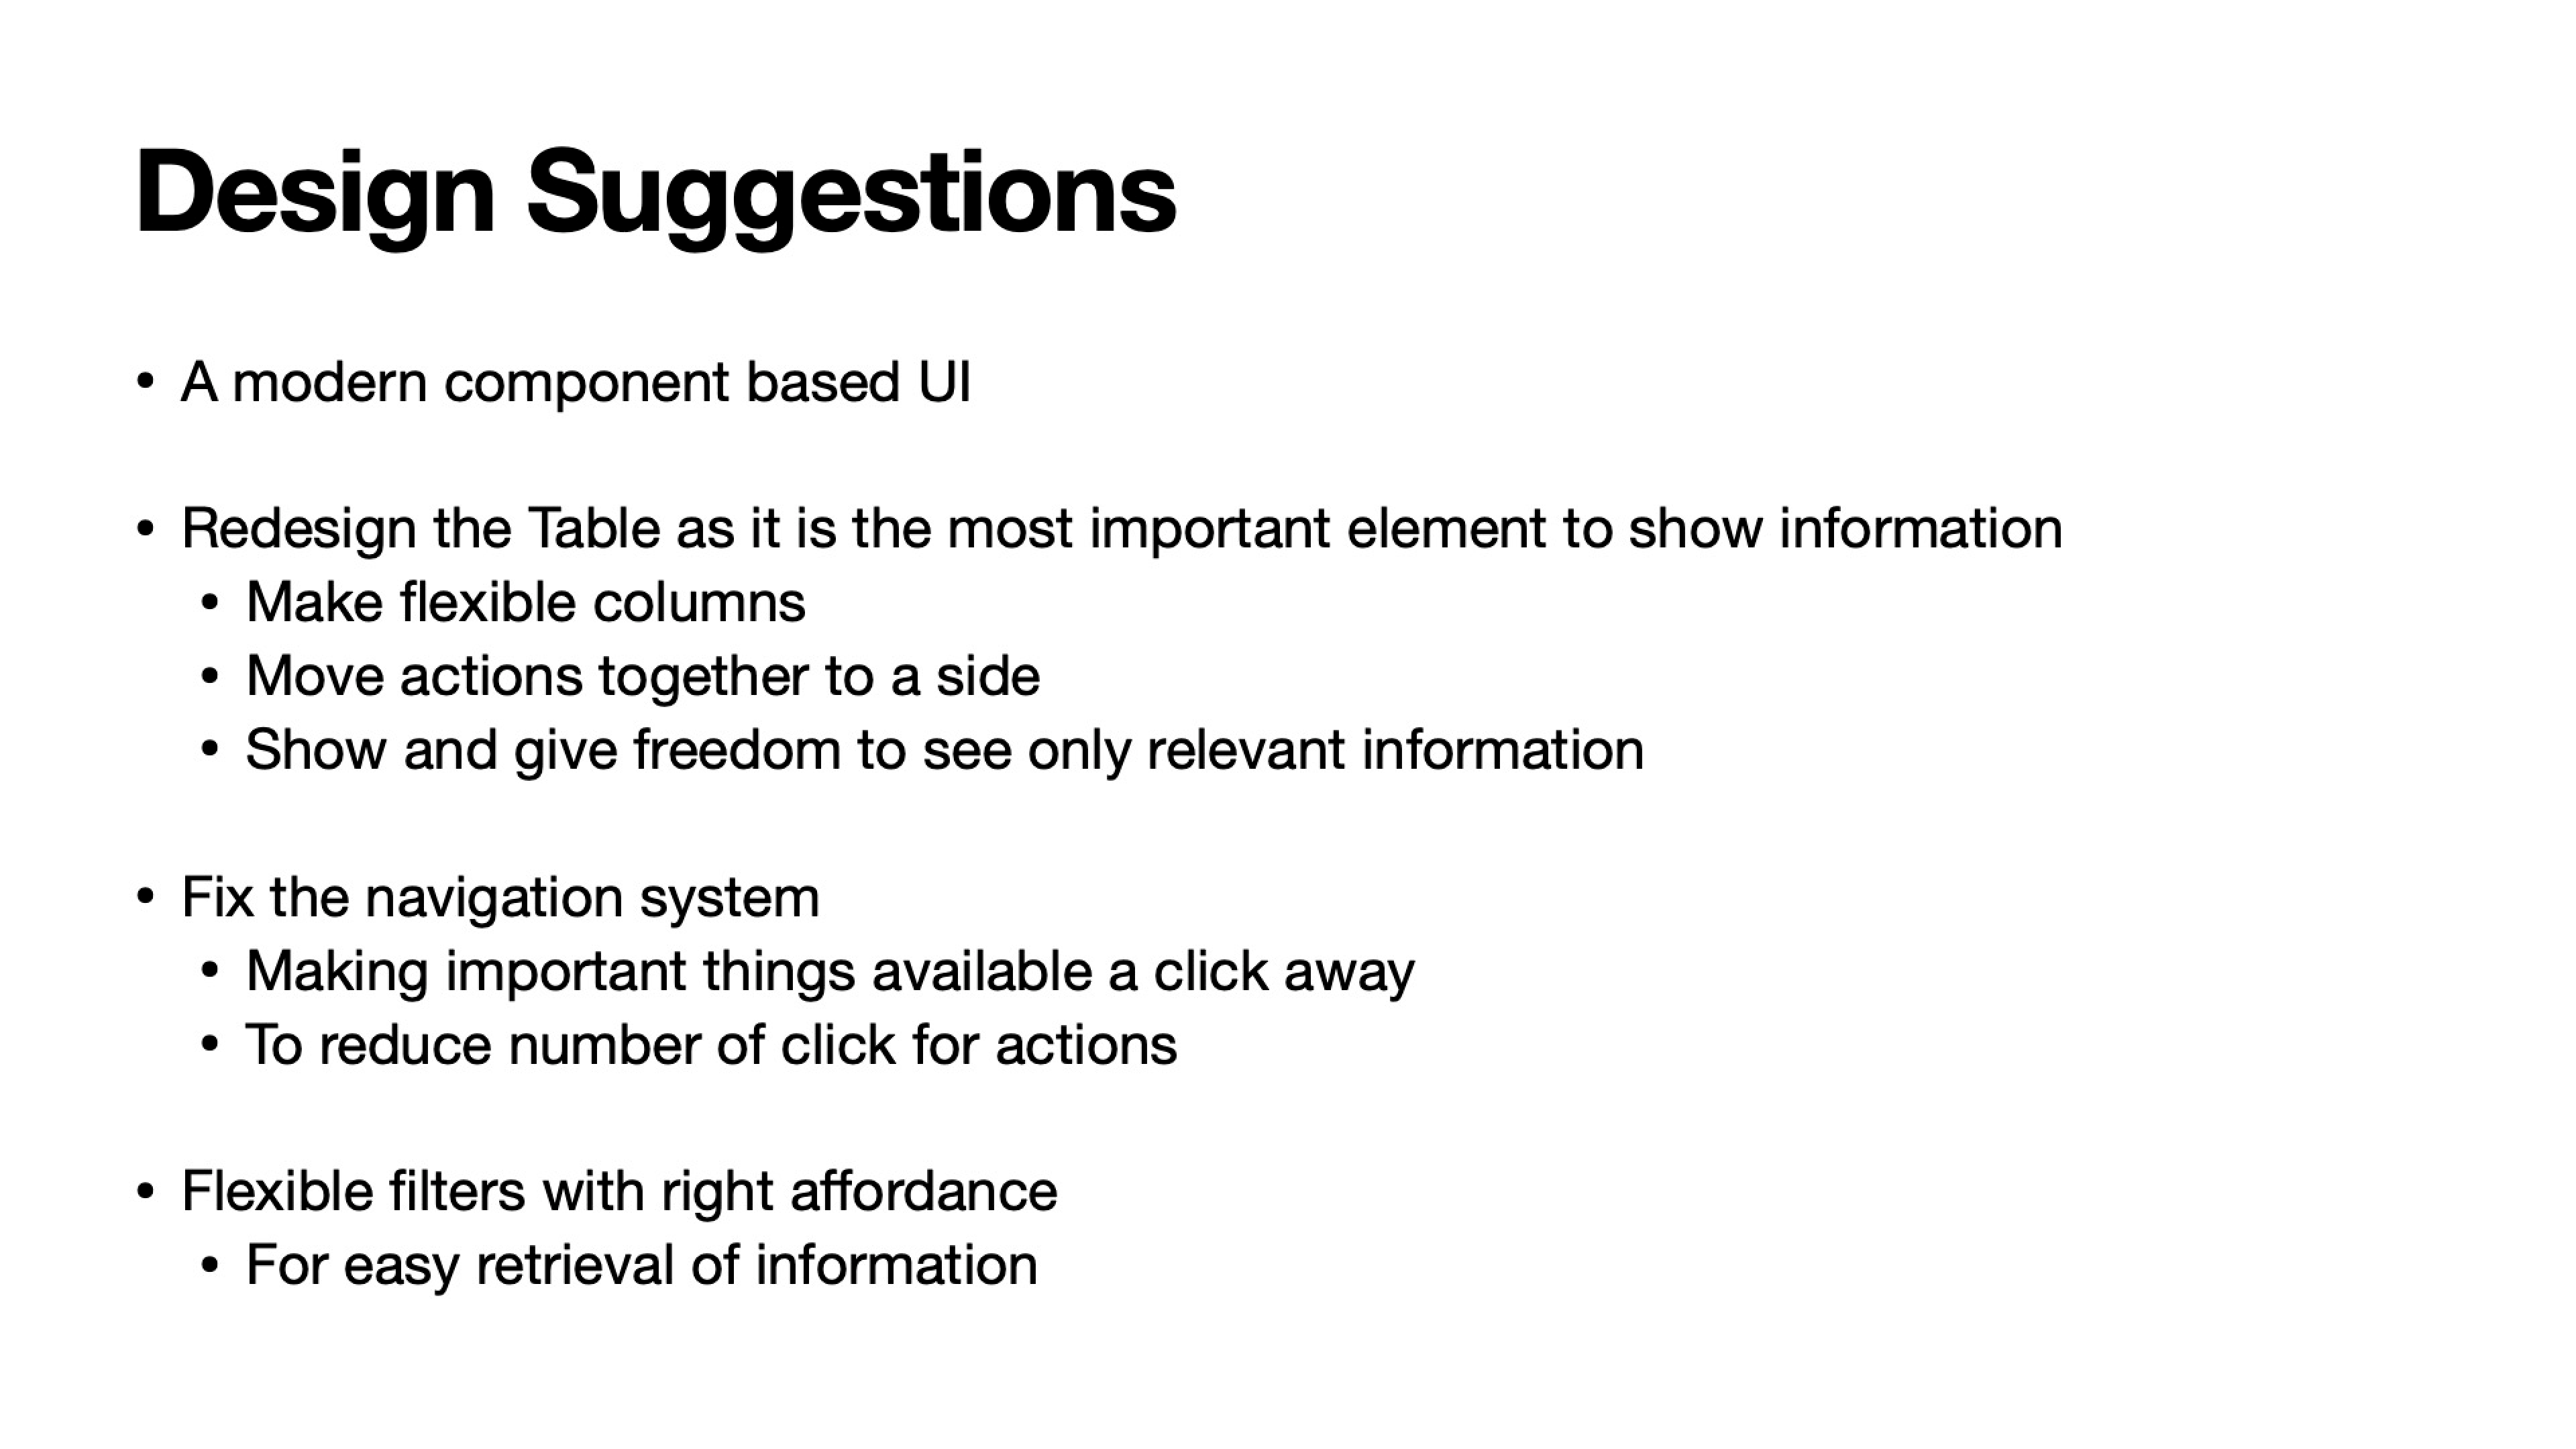 Design Suggestions
• A modern component based UI
• Redesign the Table as it is the most important element to show information
• Make flexible columns
• Move actions together to a side
• Show and give freedom to see only relevant information
• Fix the navigation system
• Making important things available a click away
• To reduce number of click for actions
• Flexible filters with right affordance
• For easy retrieval of information